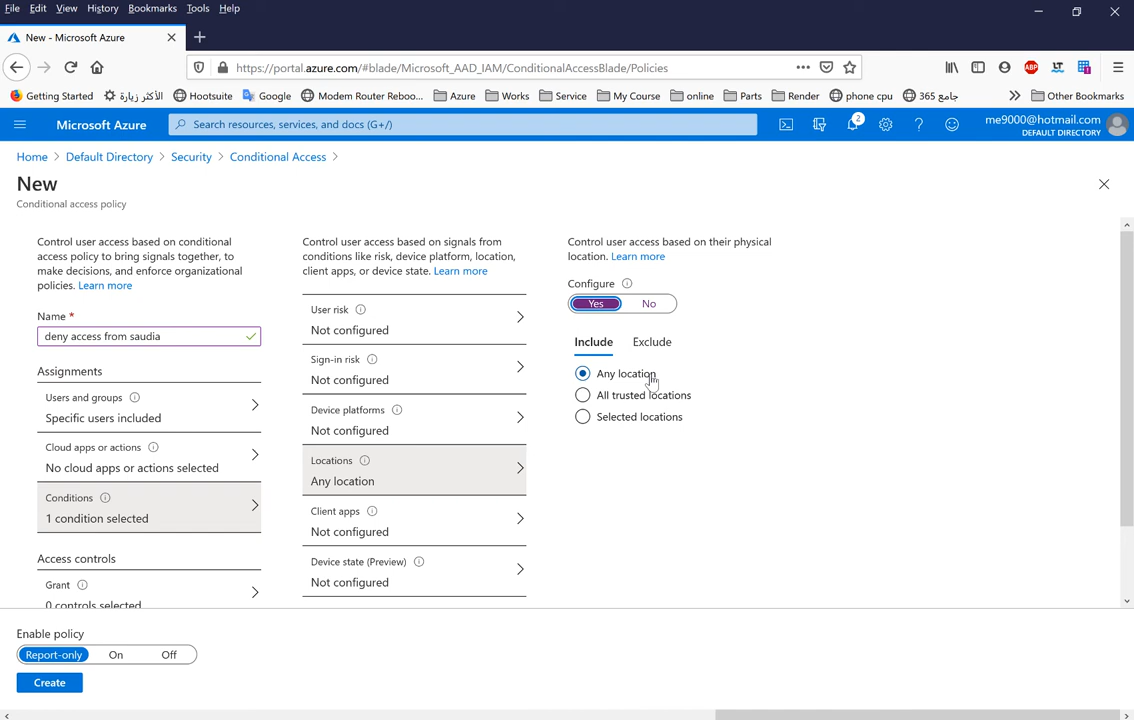 File Edit View History Bookmarks Tools Help
New - Microsoft Azure
https://portal.azure.com/#blade/Microsoft_AAD_IAM/ConditionalAccessBlade/Policies
ABP
Getting Started الأكثر زيارة Hootsuite Google Modem Router Reboo... Azure Works Service My Course online Parts Render phone cpu جامع 365 Other Bookmarks
Microsoft Azure
Search resources, services, and docs (G+/)
2
me9000@hotmail.com
DEFAULT DIRECTORY
Home > Default Directory > Security > Conditional Access >
New
Conditional access policy
Control user access based on conditional
access policy to bring signals together, to
make decisions, and enforce organizational
policies. Learn more
Name *
deny access from saudia
Assignments
Users and groups
Specific users included
Cloud apps or actions
No cloud apps or actions selected
Conditions
1 condition selected
Access controls
Grant
0 controls selected
Control user access based on signals from
conditions like risk, device platform, location,
client apps, or device state. Learn more
User risk
Not configured
Sign-in risk
Not configured
Device platforms
Not configured
Locations
Any location
Client apps
Not configured
Device state (Preview)
Not configured
Control user access based on their physical
location. Learn more
Configure
Yes No
Include Exclude
Any location
All trusted locations
Selected locations
Enable policy
Report-only On Off
Create